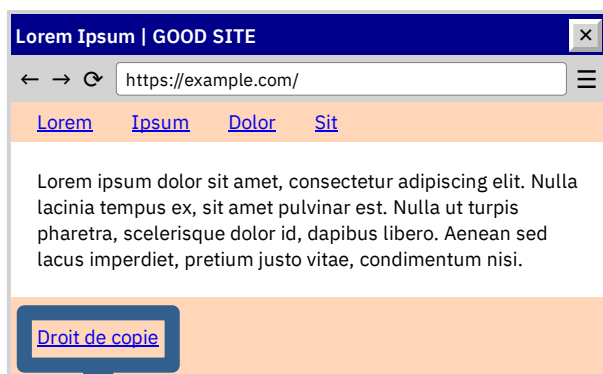 Lorem Ipsum | GOOD SITE
https://example.com/
Lorem Ipsum Dolor Sit
Lorem ipsum dolor sit amet, consectetur adipiscing elit. Nulla
lacinia tempus ex, sit amet pulvinar est. Nulla ut turpis
pharetra, scelerisque dolor id, dapibus libero. Aenean sed
lacus imperdiet, pretium justo vitae, condimentum nisi.
Droit de copie